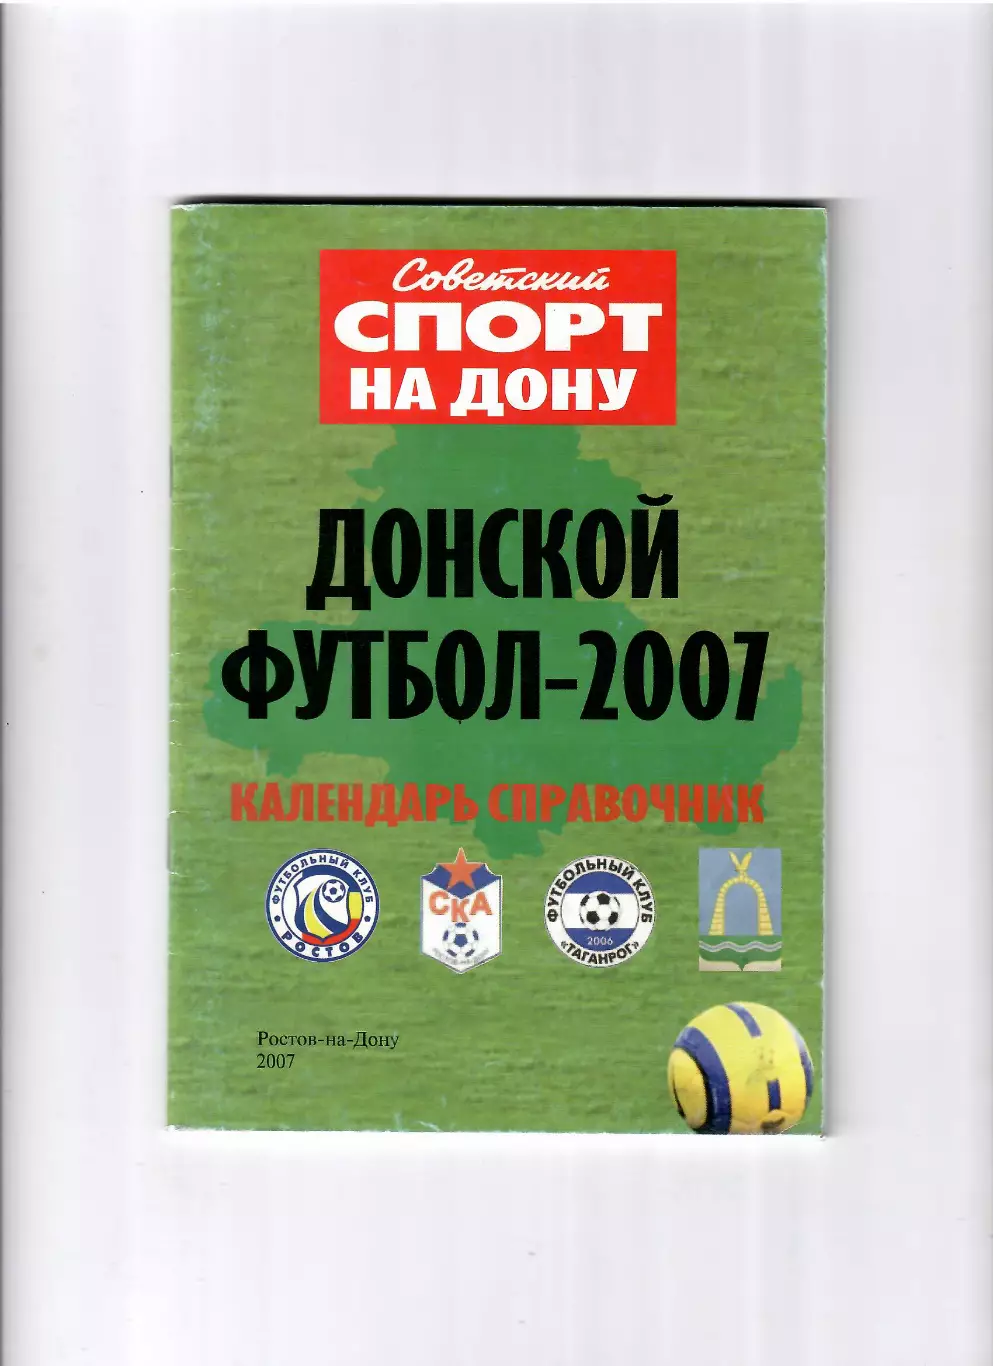 Советский
СПОРТ
НА ДОНУ
ДОНСКОЙ
ФУТБОЛ-2007
КАЛЕНДАРЬ СПРАВОЧНИК
ФУТБОЛЬНЫЙ КЛУБ
РОСТОВ
СКА
ФУТБОЛЬНЫЙ КЛУБ
2006
«ТАГАНРОГ»
Ростов-на-Дону
2007